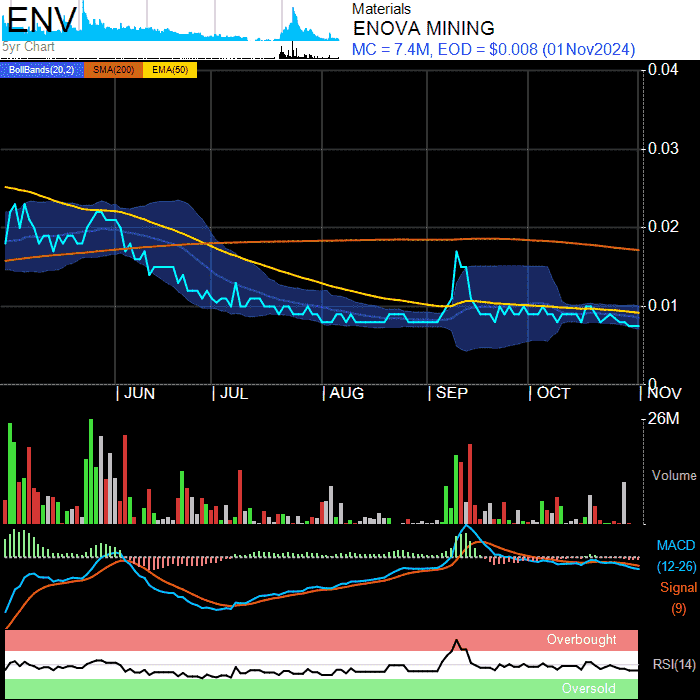 ENV
5yr Chart
Materials
ENOVA MINING
MC = 7.4M, EOD = $0.008 (01Nov2024)
BollBands(20,2) SMA(200) EMA(50)
0.04
0.03
0.02
0.01
0
JUN JUL AUG SEP OCT NOV
26M
Volume
MACD
(12-26)
Signal
(9)
Overbought
RSI(14)
Oversold